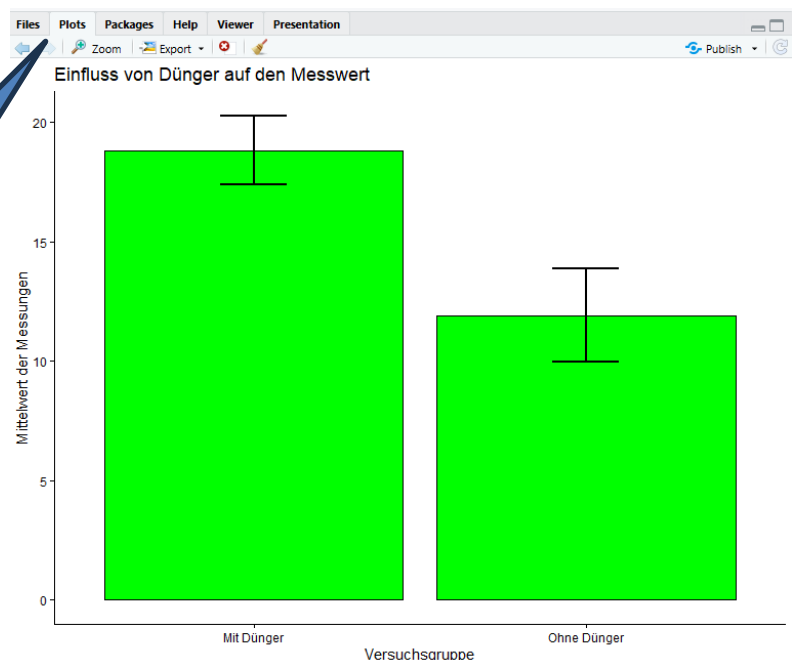 Files Plots Packages Help Viewer Presentation
Zoom Export Publish
Einfluss von Dünger auf den Messwert
Mittelwert der Messungen
20
15
10
5
0
Mit Dünger Ohne Dünger
Versuchsgruppe